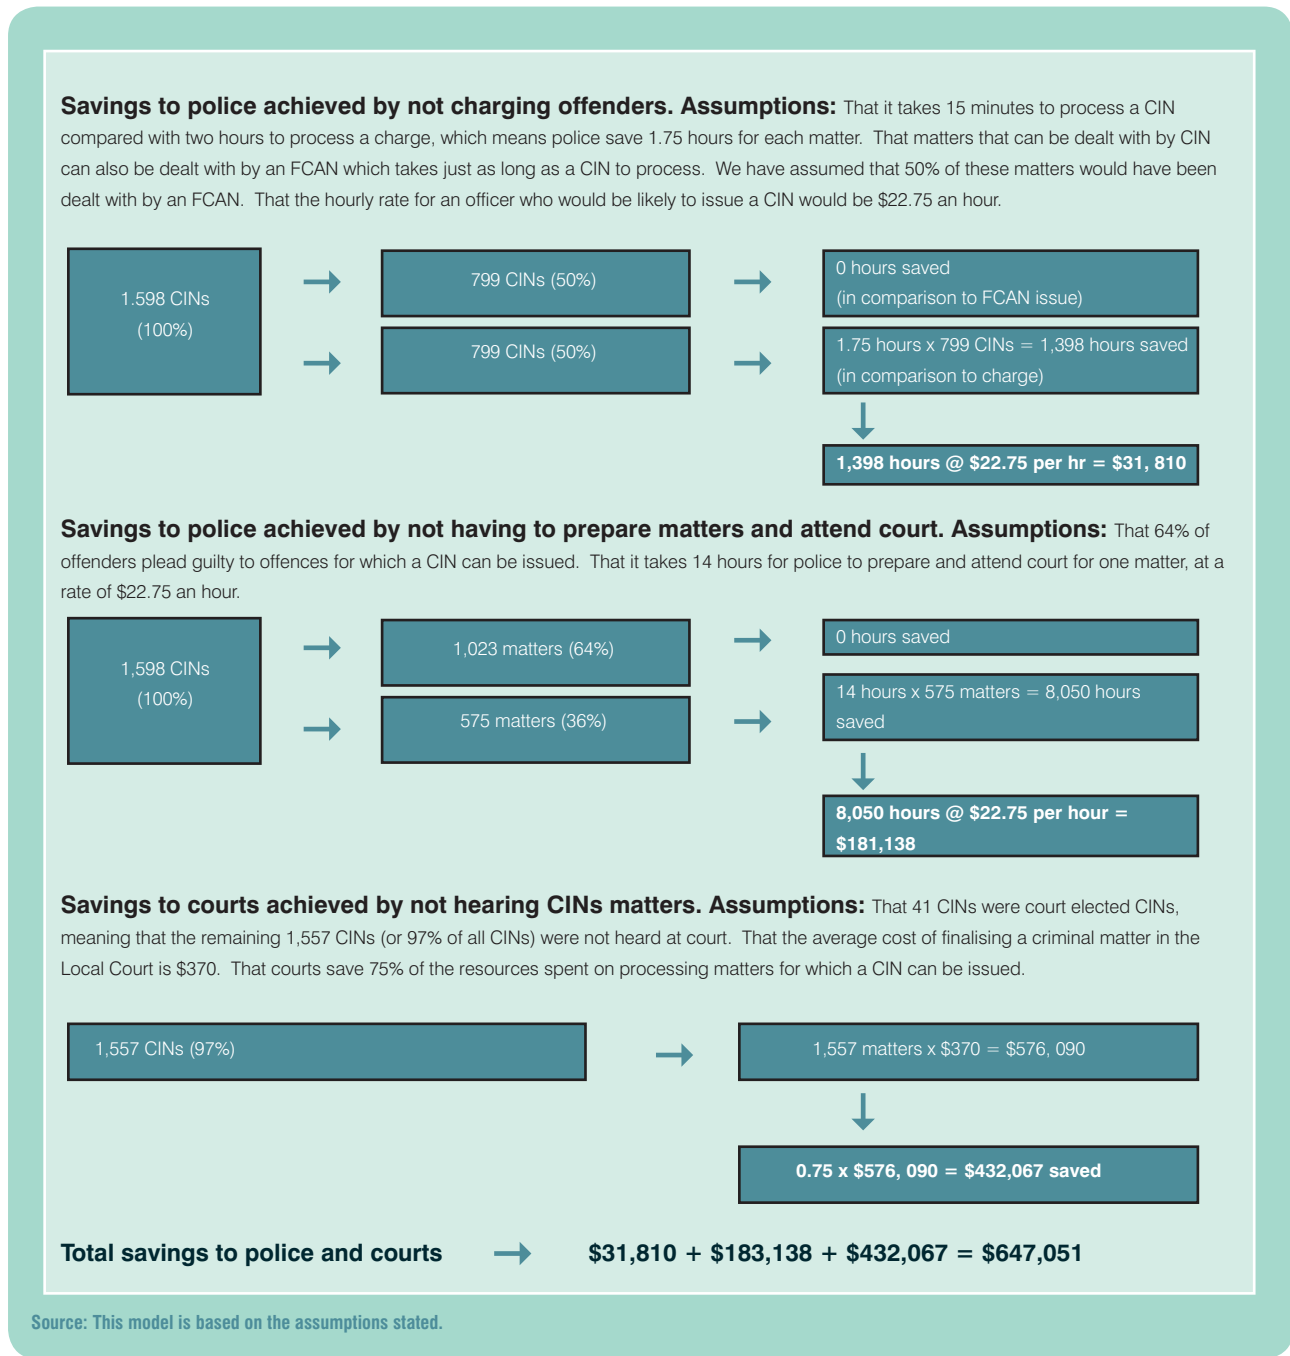 Savings to police achieved by not charging offenders. Assumptions: That it takes 15 minutes to process a CIN
compared with two hours to process a charge, which means police save 1.75 hours for each matter. That matters that can be dealt with by CIN
can also be dealt with by an FCAN which takes just as long as a CIN to process. We have assumed that 50% of these matters would have been
dealt with by an FCAN. That the hourly rate for an officer who would be likely to issue a CIN would be $22.75 an hour.
1.598 CINs
(100%)
799 CINs (50%)
0 hours saved
(in comparison to FCAN issue)
799 CINs (50%)
1.75 hours x 799 CINs = 1,398 hours saved
(in comparison to charge)
1,398 hours @ $22.75 per hr = $31, 810
Savings to police achieved by not having to prepare matters and attend court. Assumptions: That 64% of
offenders plead guilty to offences for which a CIN can be issued. That it takes 14 hours for police to prepare and attend court for one matter, at a
rate of $22.75 an hour.
1,598 CINs
(100%)
1,023 matters (64%)
0 hours saved
575 matters (36%)
14 hours x 575 matters = 8,050 hours
saved
8,050 hours @ $22.75 per hour =
$181,138
Savings to courts achieved by not hearing CINs matters. Assumptions: That 41 CINs were court elected CINs,
meaning that the remaining 1,557 CINs (or 97% of all CINs) were not heard at court. That the average cost of finalising a criminal matter in the
Local Court is $370. That courts save 75% of the resources spent on processing matters for which a CIN can be issued.
1,557 CINs (97%)
1,557 matters x $370 = $576, 090
0.75 x $576, 090 = $432,067 saved
Total savings to police and courts
$31,810 + $183,138 + $432,067 = $647,051
Source: This model is based on the assumptions stated.